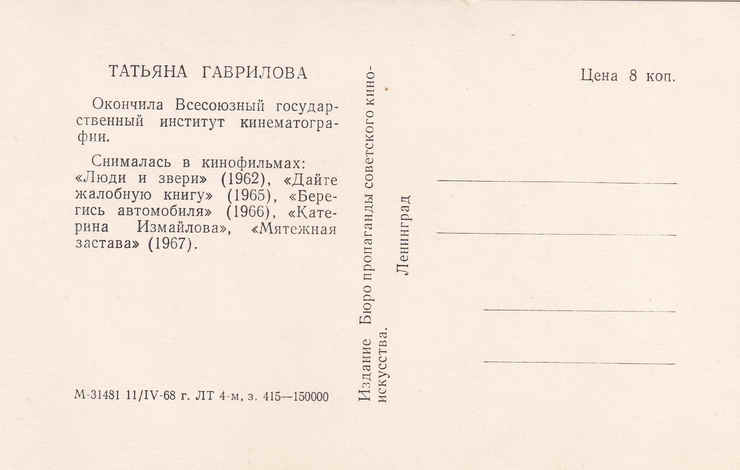 ТАТЬЯНА ГАВРИЛОВА
Окончила Всесоюзный государ-
ственный институт кинематогра-
фии.
Снималась в кинофильмах:
«Люди и звери» (1962), «Дайте
жалобную книгу» (1965), «Бере-
гись автомобиля» (1966), «Кате-
рина Измайлова», «Мятежная
застава» (1967).
М-31481 11/IV-68 г. ЛТ 4-м, з. 415—150000
Издание Бюро пропаганды советского кино-
искусства.
Ленинград
Цена 8 коп.